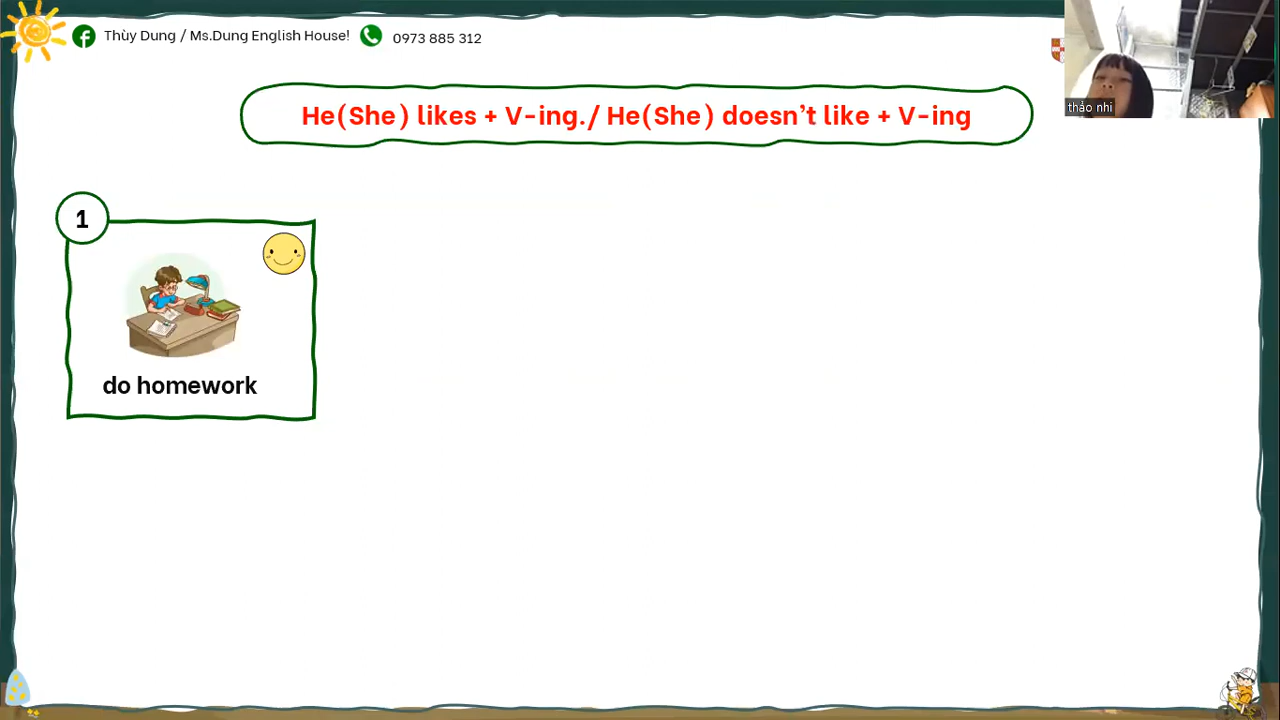 Thùy Dung / Ms.Dung English House!
0973 885 312
thảo nhi
He(She) likes + V-ing./ He(She) doesn't like + V-ing
1
do homework